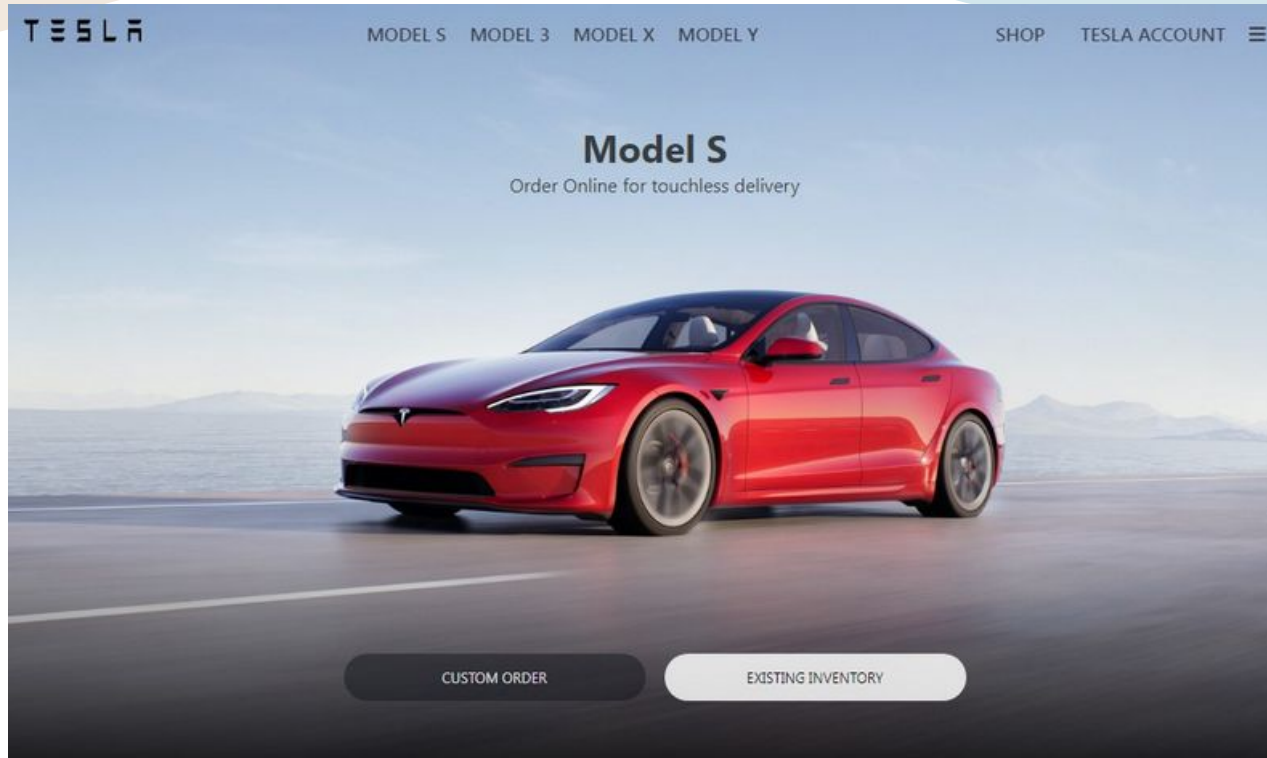 TESLA
MODEL S MODEL 3 MODEL X MODEL Y
SHOP TESLA ACCOUNT
Model S
Order Online for touchless delivery
CUSTOM ORDER
EXISTING INVENTORY